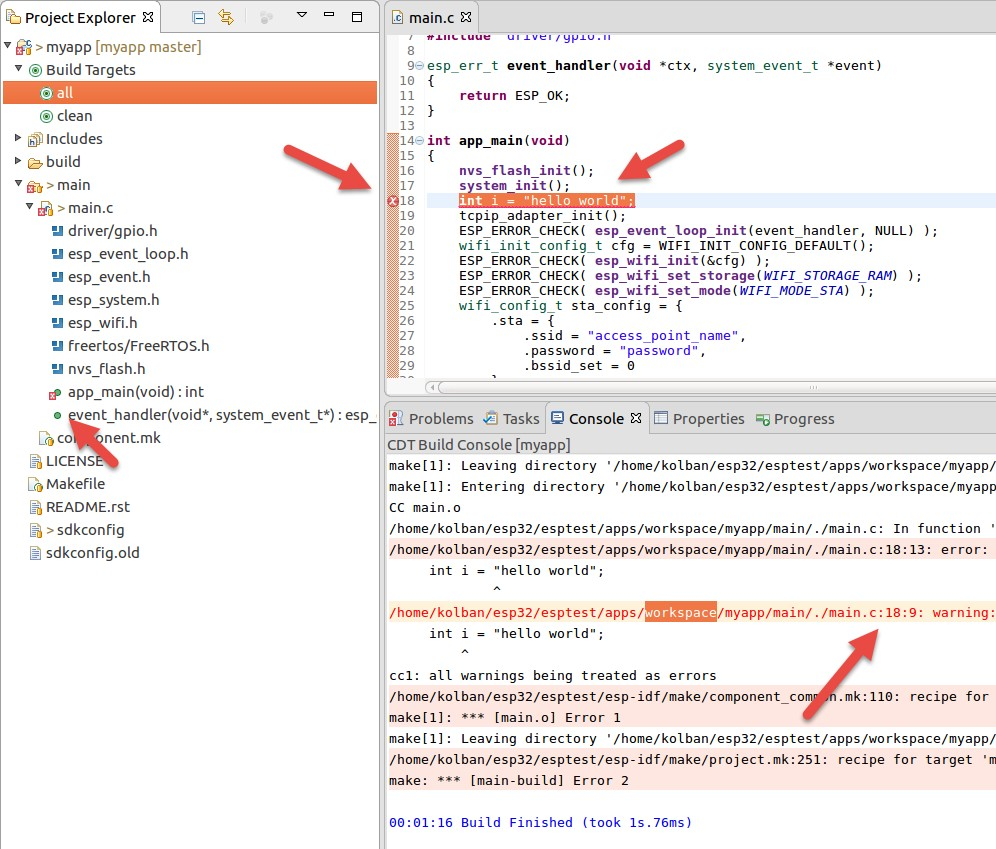 Project Explorer
> myapp [myapp master]
Build Targets
all
clean
Includes
build
> main
> main.c
driver/gpio.h
esp_event_loop.h
esp_event.h
esp_system.h
esp_wifi.h
freertos/FreeRTOS.h
nvs_flash.h
app_main(void) : int
event_handler(void*, system_event_t*) : esp_
component.mk
LICENSE
Makefile
README.rst
> sdkconfig
sdkconfig.old
main.c
7 #include "driver/gpio.h"
8
9 esp_err_t event_handler(void *ctx, system_event_t *event)
10 {
11     return ESP_OK;
12 }
13
14 int app_main(void)
15 {
16     nvs_flash_init();
17     system_init();
18     int i = "hello world";
19     tcpip_adapter_init();
20     ESP_ERROR_CHECK( esp_event_loop_init(event_handler, NULL) );
21     wifi_init_config_t cfg = WIFI_INIT_CONFIG_DEFAULT();
22     ESP_ERROR_CHECK( esp_wifi_init(&cfg) );
23     ESP_ERROR_CHECK( esp_wifi_set_storage(WIFI_STORAGE_RAM) );
24     ESP_ERROR_CHECK( esp_wifi_set_mode(WIFI_MODE_STA) );
25     wifi_config_t sta_config = {
26         .sta = {
27             .ssid = "access_point_name",
28             .password = "password",
29             .bssid_set = 0
Problems Tasks Console Properties Progress
CDT Build Console [myapp]
make[1]: Leaving directory '/home/kolban/esp32/esptest/apps/workspace/myapp/
make[1]: Entering directory '/home/kolban/esp32/esptest/apps/workspace/myapp
CC main.o
/home/kolban/esp32/esptest/apps/workspace/myapp/main/./main.c: In function '
/home/kolban/esp32/esptest/apps/workspace/myapp/main/./main.c:18:13: error:
     int i = "hello world";
             ^
/home/kolban/esp32/esptest/apps/workspace/myapp/main/./main.c:18:9: warning:
     int i = "hello world";
         ^
cc1: all warnings being treated as errors
/home/kolban/esp32/esptest/esp-idf/make/component_common.mk:110: recipe for
make[1]: *** [main.o] Error 1
make[1]: Leaving directory '/home/kolban/esp32/esptest/apps/workspace/myapp/
/home/kolban/esp32/esptest/esp-idf/make/project.mk:251: recipe for target 'm
make: *** [main-build] Error 2
00:01:16 Build Finished (took 1s.76ms)